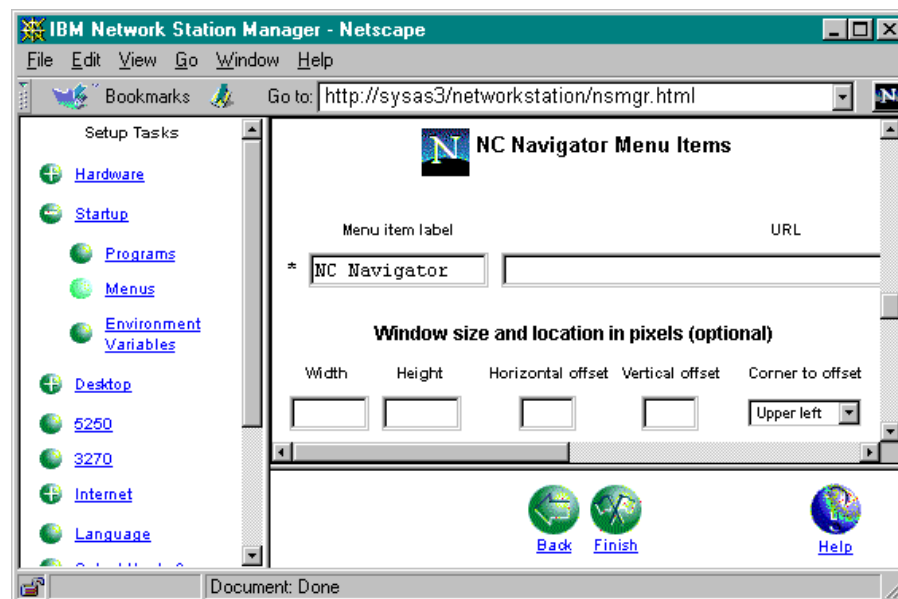 IBM Network Station Manager - Netscape
File Edit View Go Window Help
Bookmarks Go to: http://sysas3/networkstation/nsmgr.html N
Setup Tasks
Hardware
Startup
Programs
Menus
Environment
Variables
Desktop
5250
3270
Internet
Language
N NC Navigator Menu Items
Menu item label URL
* NC Navigator
Window size and location in pixels (optional)
Width Height Horizontal offset Vertical offset Corner to offset
Upper left
Back Finish Help
Document: Done